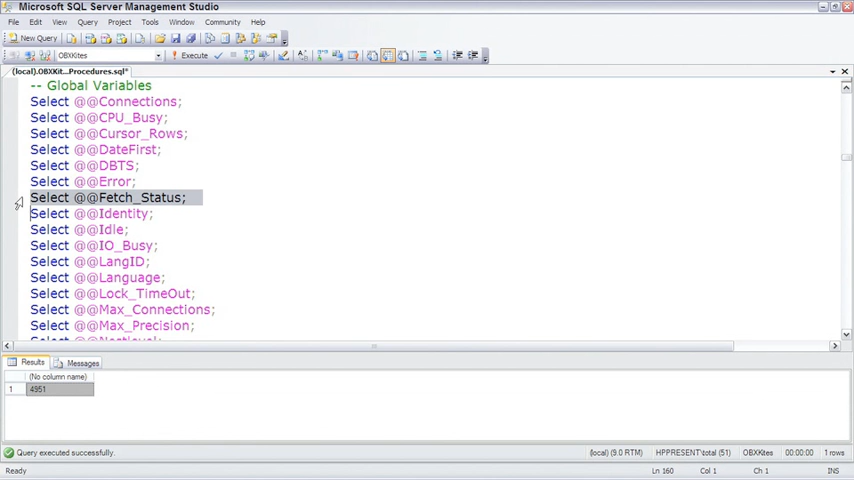 Microsoft SQL Server Management Studio
File Edit View Query Project Tools Window Community Help
New Query
OBXKites Execute
(local).OBXKit...Procedures.sql*
-- Global Variables
Select @@Connections;
Select @@CPU_Busy;
Select @@Cursor_Rows;
Select @@DateFirst;
Select @@DBTS;
Select @@Error;
Select @@Fetch_Status;
Select @@Identity;
Select @@Idle;
Select @@IO_Busy;
Select @@LangID;
Select @@Language;
Select @@Lock_TimeOut;
Select @@Max_Connections;
Select @@Max_Precision;
Results Messages
(No column name)
1 4951
Query executed successfully. (local) (9.0 RTM) HPPRESENT\total (51) OBXKites 00:00:00 1 rows
Ready Ln 160 Col 1 Ch 1 INS